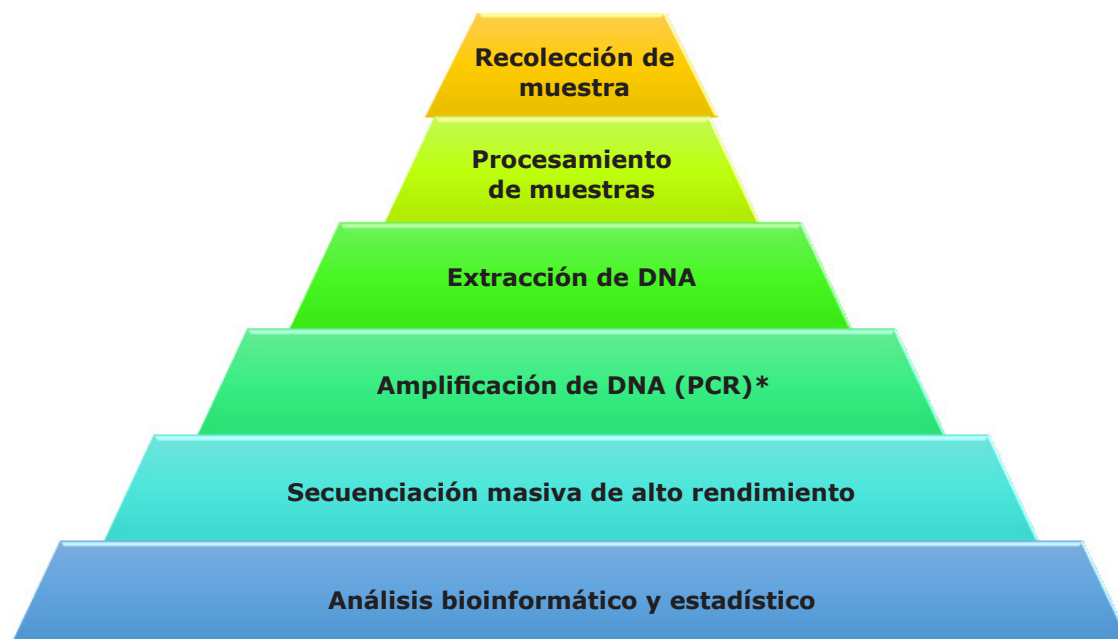 Recolección de
muestra
Procesamiento
de muestras
Extracción de DNA
Amplificación de DNA (PCR)*
Secuenciación masiva de alto rendimiento
Análisis bioinformático y estadístico